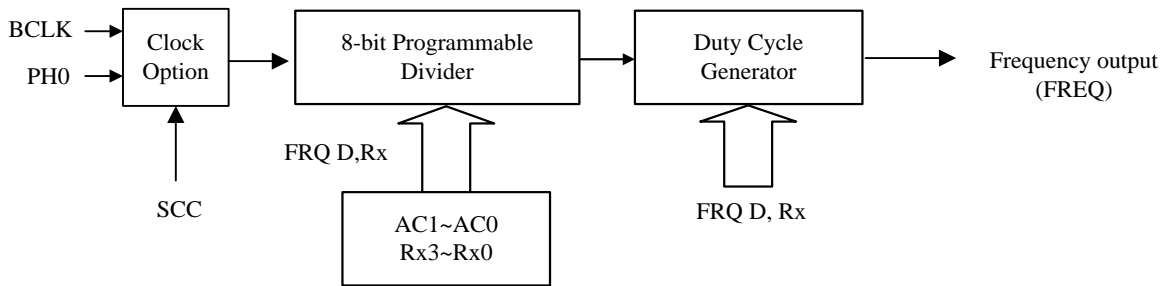 BCLK
PH0
Clock
Option
SCC
8-bit Programmable
Divider
FRQ D,Rx
AC1~AC0
Rx3~Rx0
Duty Cycle
Generator
FRQ D, Rx
Frequency output
(FREQ)